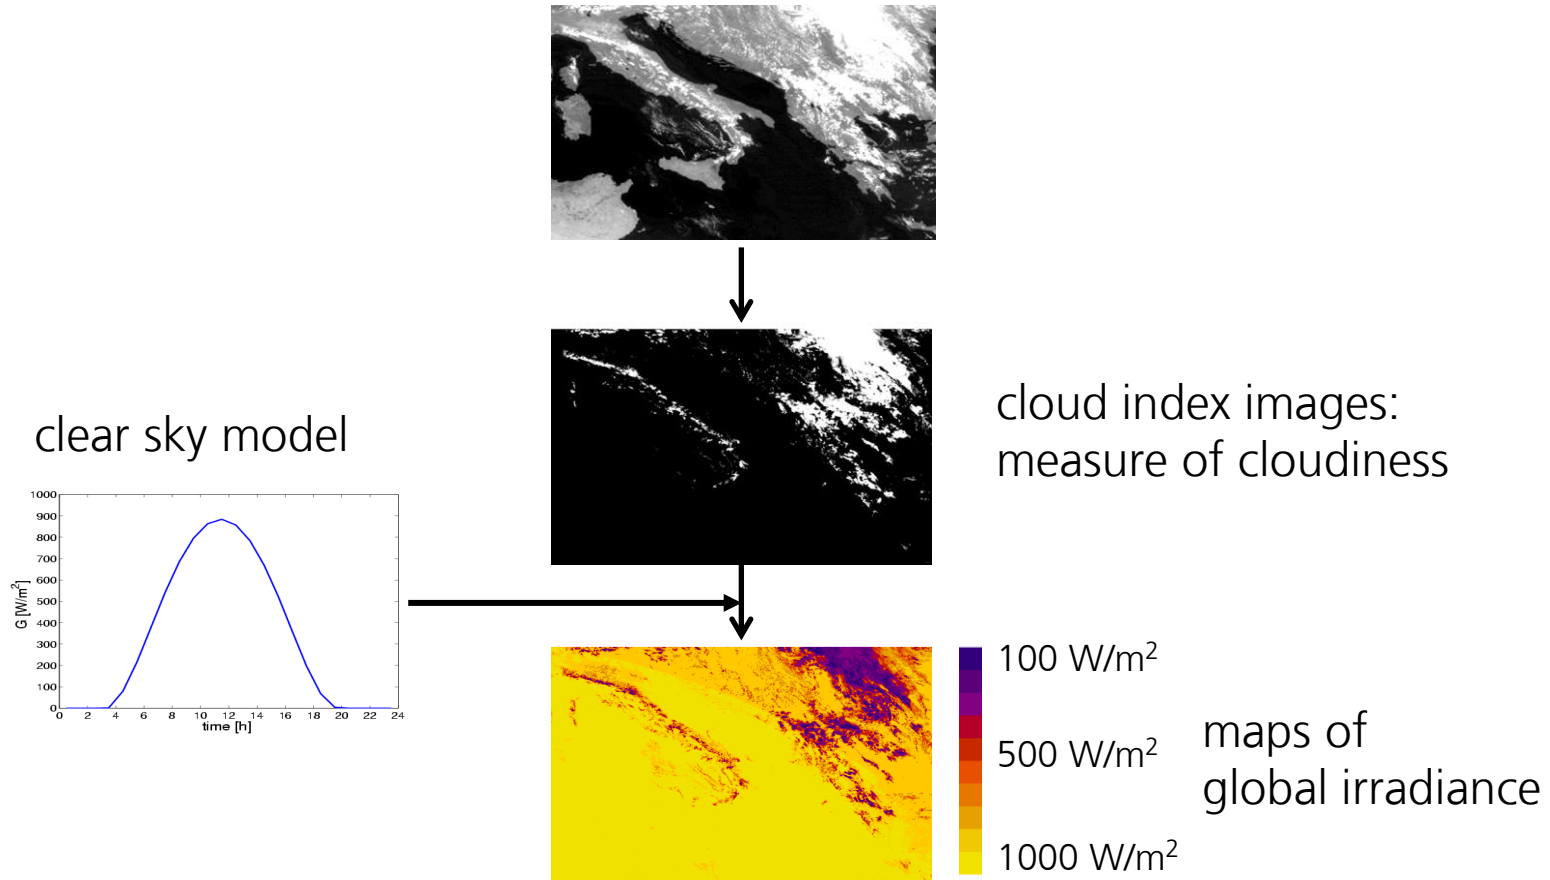 clear sky model
1000
900
800
700
600
500
400
300
200
100
0
G [W/m²]
0 2 4 6 8 10 12 14 16 18 20 22 24
time [h]
cloud index images:
measure of cloudiness
100 W/m²
500 W/m²
1000 W/m²
maps of
global irradiance